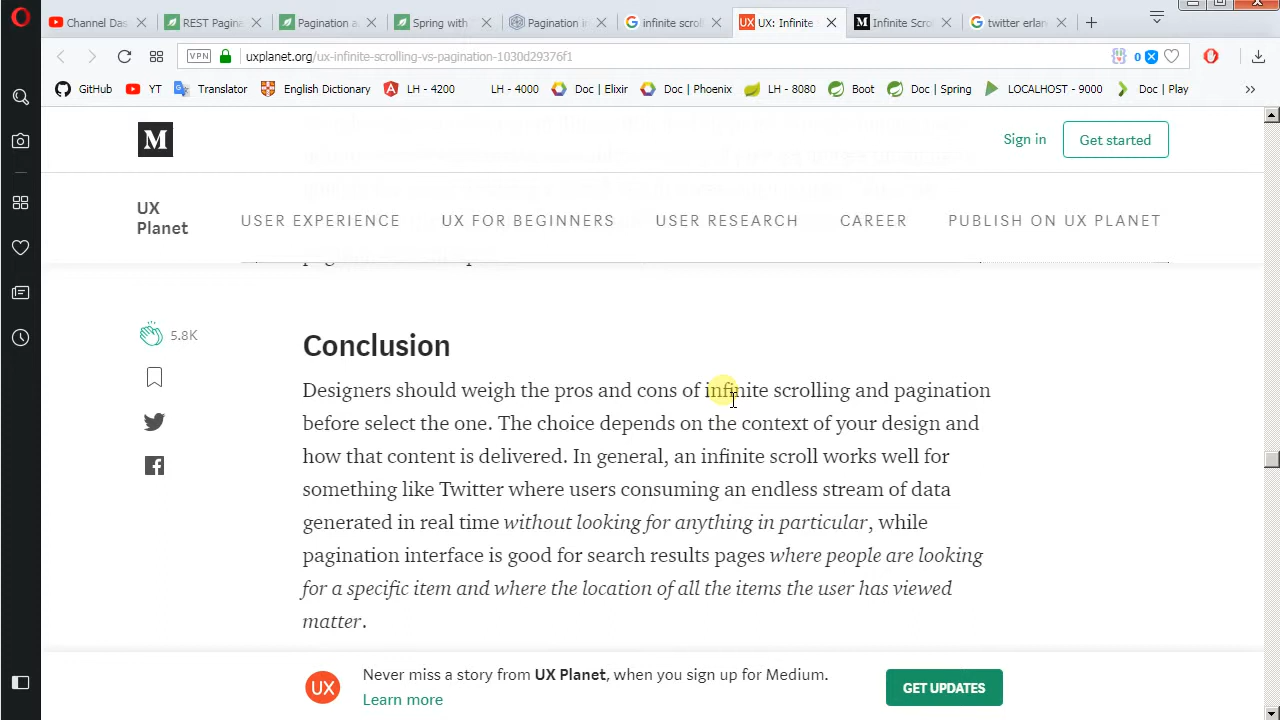 Channel Das
REST Pagina
Pagination a
Spring with
Pagination in
infinite scrol
UX: Infinite
Infinite Scro
twitter erlan
VPN
uxplanet.org/ux-infinite-scrolling-vs-pagination-1030d29376f1
0
GitHub
YT
Translator
English Dictionary
LH - 4200
LH - 4000
Doc | Elixir
Doc | Phoenix
LH - 8080
Boot
Doc | Spring
LOCALHOST - 9000
Doc | Play
M
Sign in
Get started
UX
Planet
USER EXPERIENCE
UX FOR BEGINNERS
USER RESEARCH
CAREER
PUBLISH ON UX PLANET
5.8K
Conclusion
Designers should weigh the pros and cons of infinite scrolling and pagination
before select the one. The choice depends on the context of your design and
how that content is delivered. In general, an infinite scroll works well for
something like Twitter where users consuming an endless stream of data
generated in real time without looking for anything in particular, while
pagination interface is good for search results pages where people are looking
for a specific item and where the location of all the items the user has viewed
matter.
UX
Never miss a story from UX Planet, when you sign up for Medium.
Learn more
GET UPDATES